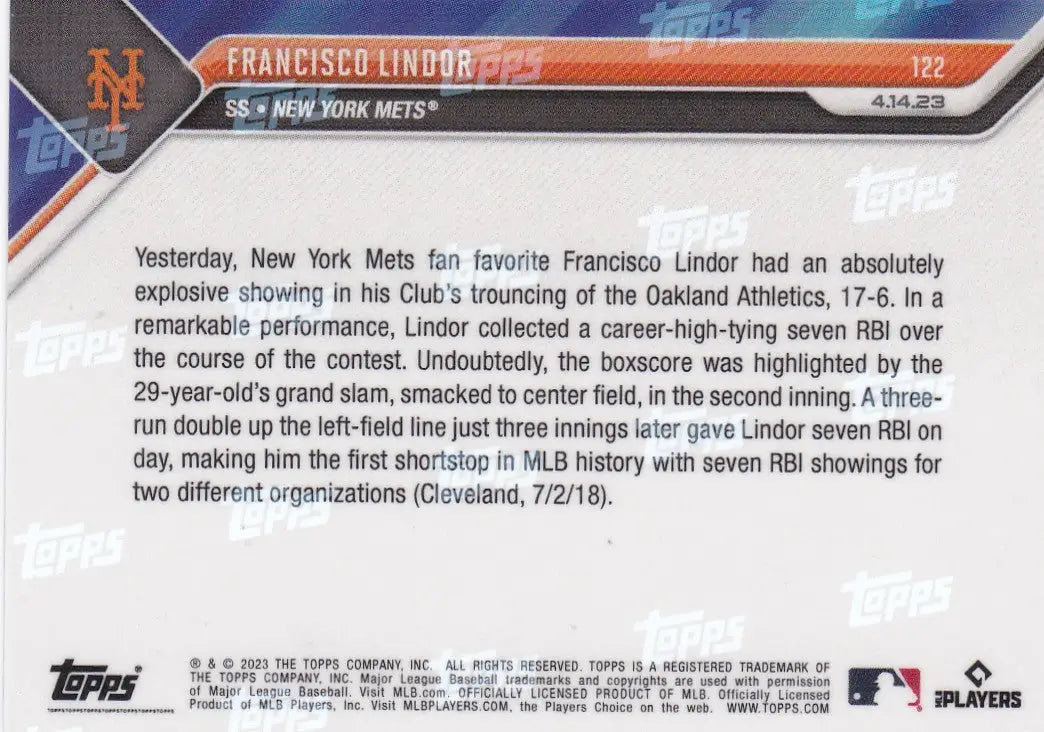 FRANCISCO LINDOR
122
SS • NEW YORK METS®
4.14.23
NY
Yesterday, New York Mets fan favorite Francisco Lindor had an absolutely
explosive showing in his Club's trouncing of the Oakland Athletics, 17-6. In a
remarkable performance, Lindor collected a career-high-tying seven RBI over
the course of the contest. Undoubtedly, the boxscore was highlighted by the
29-year-old's grand slam, smacked to center field, in the second inning. A three-
run double up the left-field line just three innings later gave Lindor seven RBI on
day, making him the first shortstop in MLB history with seven RBI showings for
two different organizations (Cleveland, 7/2/18).
Topps®
® & © 2023 THE TOPPS COMPANY, INC. ALL RIGHTS RESERVED. TOPPS IS A REGISTERED TRADEMARK OF
THE TOPPS COMPANY, INC. Major League Baseball trademarks and copyrights are used with permission
of Major League Baseball. Visit MLB.com. OFFICIALLY LICENSED PRODUCT OF MLB. Officially Licensed
Product of MLB Players, Inc. Visit MLBPLAYERS.COM, the Players Choice on the web. WWW.TOPPS.COM
MLB PLAYERS